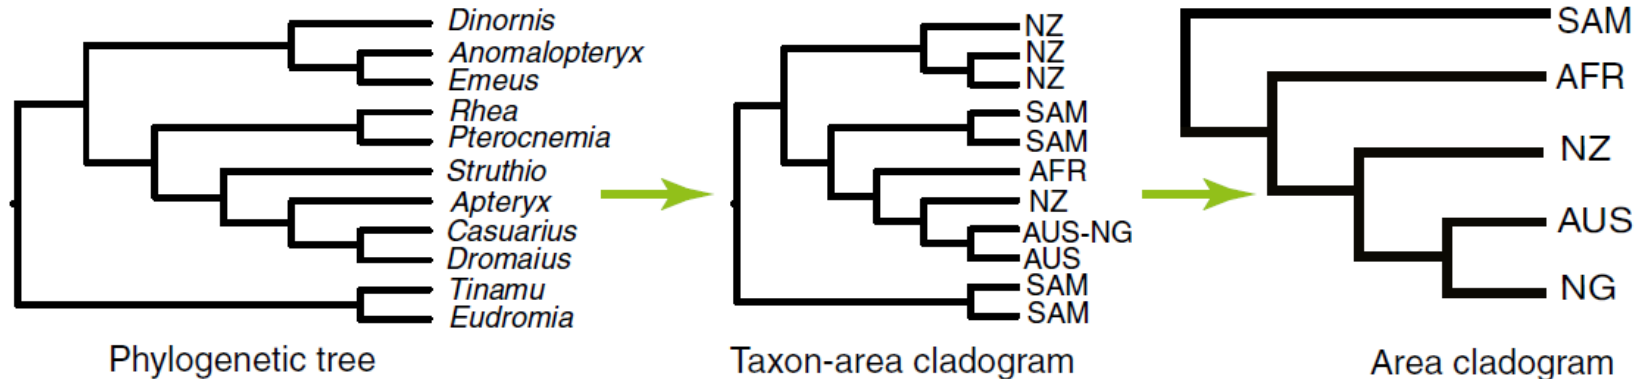 Dinornis
Anomalopteryx
Emeus
Rhea
Pterocnemia
Struthio
Apteryx
Casuarius
Dromaius
Tinamu
Eudromia
Phylogenetic tree
NZ
NZ
NZ
SAM
SAM
AFR
NZ
AUS-NG
AUS
SAM
SAM
Taxon-area cladogram
SAM
AFR
NZ
AUS
NG
Area cladogram